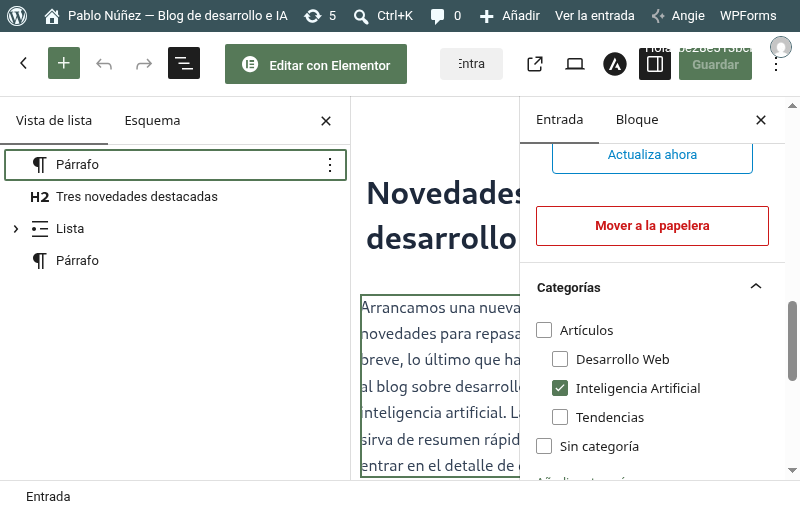 Pablo Núñez — Blog de desarrollo e IA 5 Ctrl+K 0 Añadir Ver la entrada Angie WPForms
Editar con Elementor
Entra
Guardar
Vista de lista
Esquema
Párrafo
H2 Tres novedades destacadas
Lista
Párrafo
Novedades
desarrollo
Arrancamos una nueva
novedades para repasa
breve, lo último que ha
al blog sobre desarroll
inteligencia artificial. L
sirva de resumen rápid
entrar en el detalle de
Entrada
Bloque
Actualiza ahora
Mover a la papelera
Categorías
Artículos
Desarrollo Web
Inteligencia Artificial
Tendencias
Sin categoría
Entrada